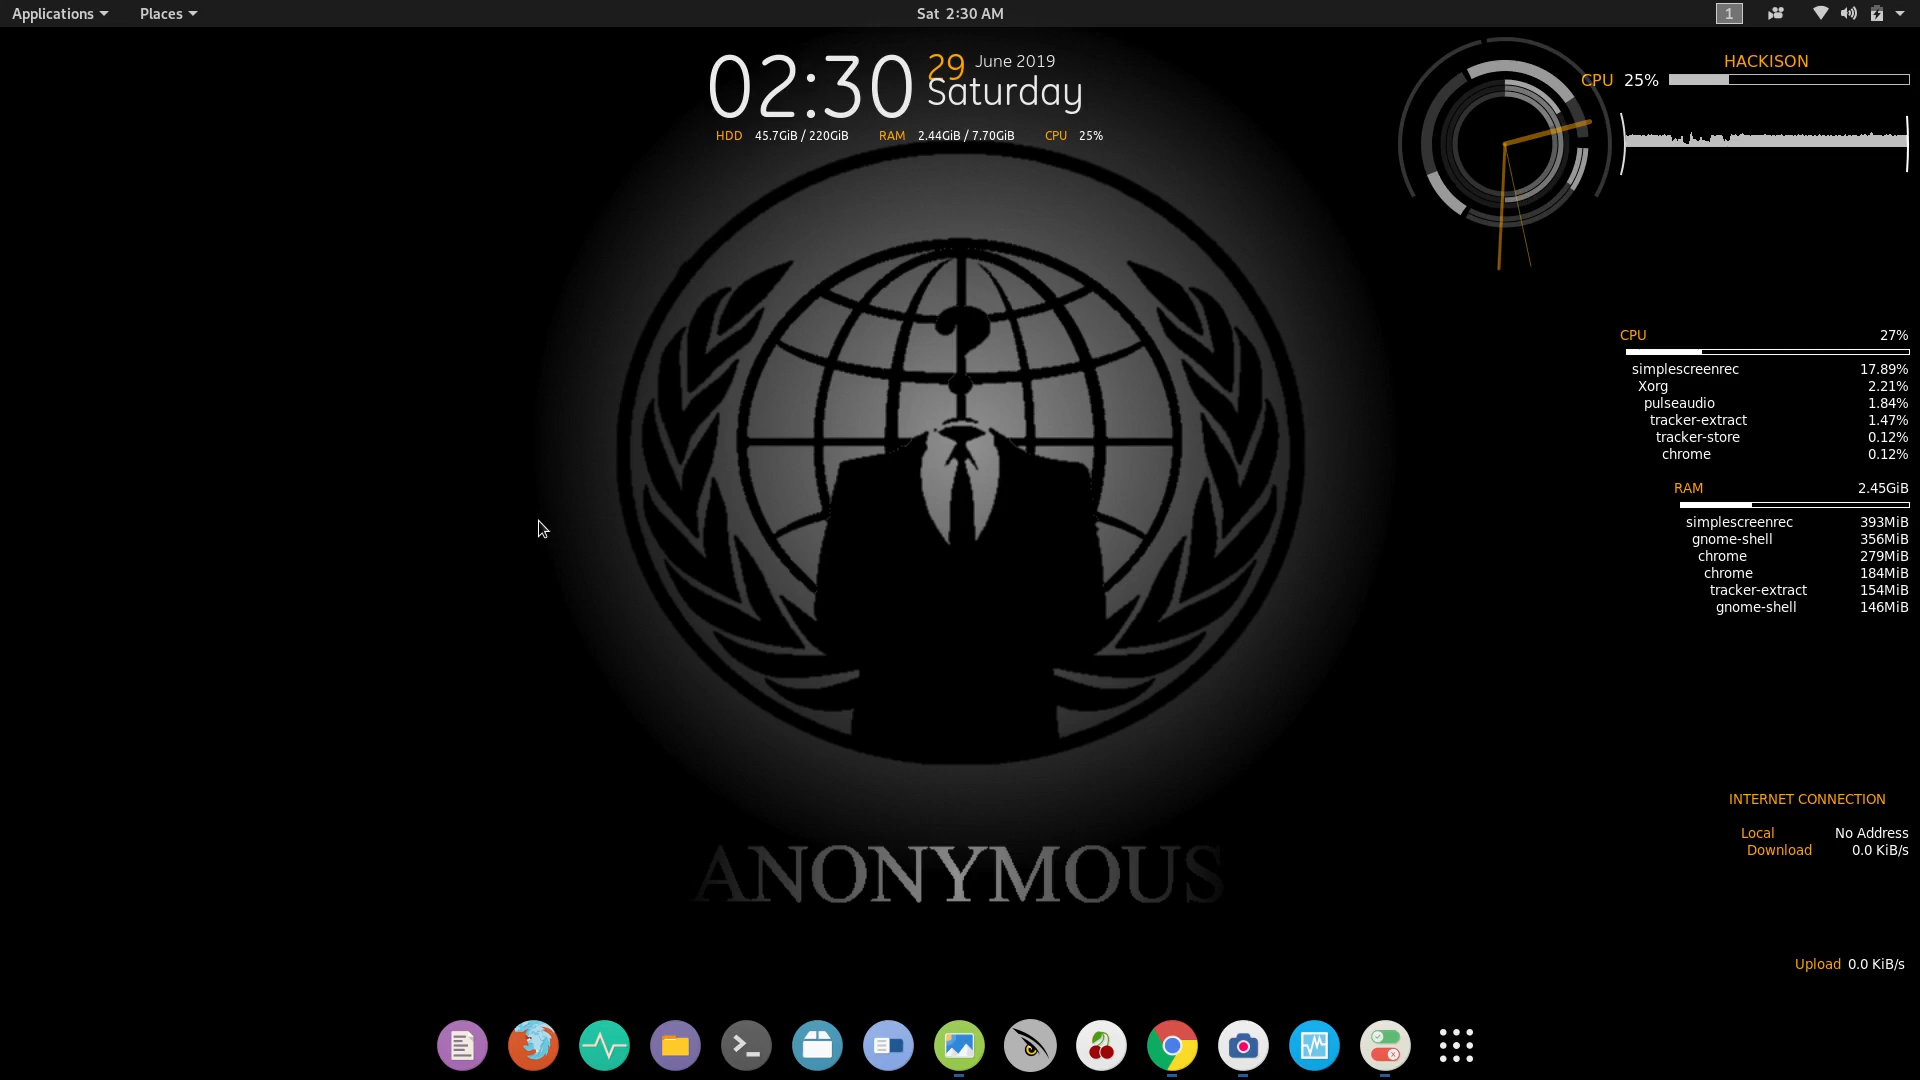 Applications Places Sat 2:30 AM 1
02:30 29 June 2019
Saturday
HDD 45.7GiB / 220GiB RAM 2.44GiB / 7.70GiB CPU 25%
HACKISON
CPU 25%
CPU 27%
simplescreenrec 17.89%
Xorg 2.21%
pulseaudio 1.84%
tracker-extract 1.47%
tracker-store 0.12%
chrome 0.12%
RAM 2.45GiB
simplescreenrec 393MiB
gnome-shell 356MiB
chrome 279MiB
chrome 184MiB
tracker-extract 154MiB
gnome-shell 146MiB
INTERNET CONNECTION
Local No Address
Download 0.0 KiB/s
ANONYMOUS
Upload 0.0 KiB/s